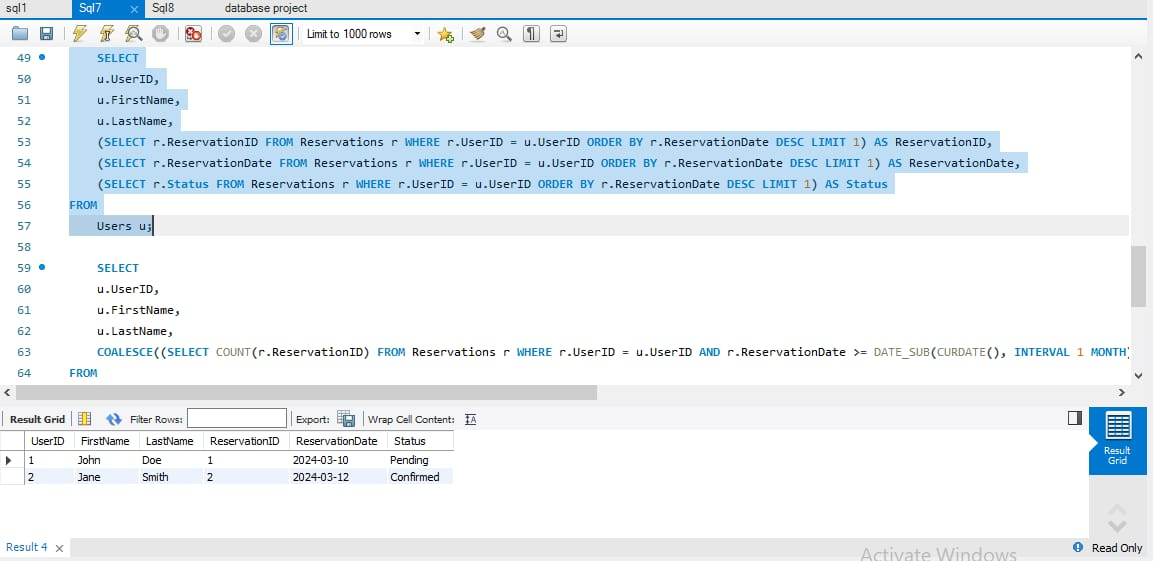 sql1 Sql7 Sql8 database project
Limit to 1000 rows
49 SELECT
50 u.UserID,
51 u.FirstName,
52 u.LastName,
53 (SELECT r.ReservationID FROM Reservations r WHERE r.UserID = u.UserID ORDER BY r.ReservationDate DESC LIMIT 1) AS ReservationID,
54 (SELECT r.ReservationDate FROM Reservations r WHERE r.UserID = u.UserID ORDER BY r.ReservationDate DESC LIMIT 1) AS ReservationDate,
55 (SELECT r.Status FROM Reservations r WHERE r.UserID = u.UserID ORDER BY r.ReservationDate DESC LIMIT 1) AS Status
56 FROM
57 Users u;
58
59 SELECT
60 u.UserID,
61 u.FirstName,
62 u.LastName,
63 COALESCE((SELECT COUNT(r.ReservationID) FROM Reservations r WHERE r.UserID = u.UserID AND r.ReservationDate >= DATE_SUB(CURDATE(), INTERVAL 1 MONTH)
64 FROM
Result Grid Filter Rows: Export: Wrap Cell Content:
UserID FirstName LastName ReservationID ReservationDate Status
1 John Doe 1 2024-03-10 Pending
2 Jane Smith 2 2024-03-12 Confirmed
Result
Grid
Result 4 Read Only
Activate Windows